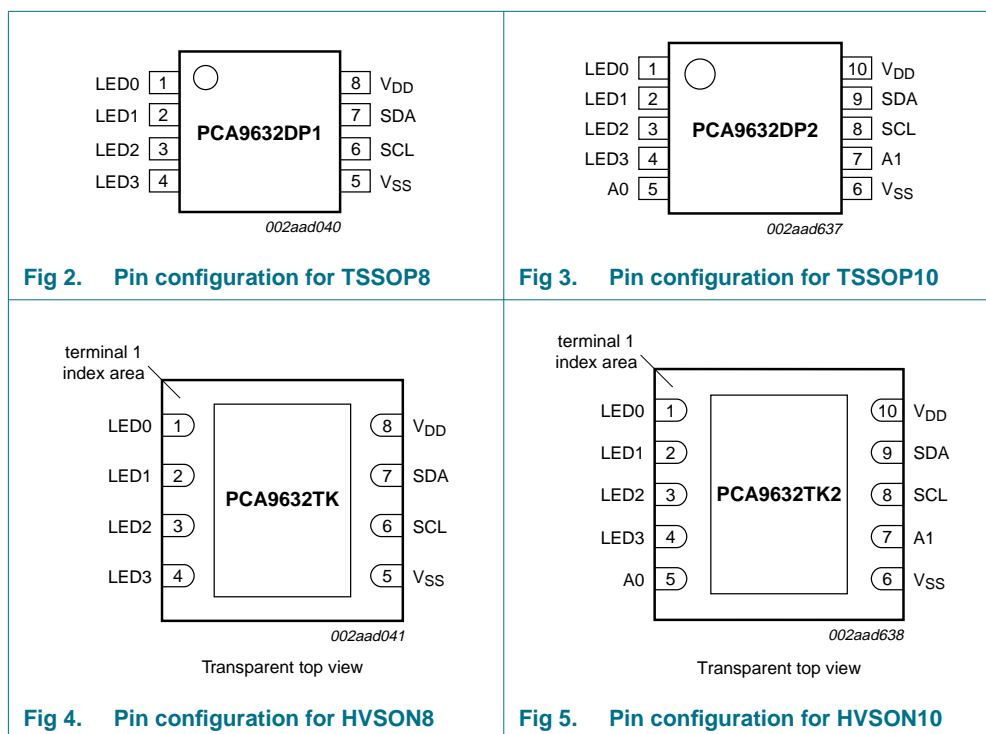 LED0 1 8 VDD
LED1 2 7 SDA
PCA9632DP1
LED2 3 6 SCL
LED3 4 5 VSS
002aad040
Fig 2. Pin configuration for TSSOP8
LED0 1 10 VDD
LED1 2 9 SDA
LED2 3 PCA9632DP2 8 SCL
LED3 4 7 A1
A0 5 6 VSS
002aad637
Fig 3. Pin configuration for TSSOP10
terminal 1
index area
LED0 1 8 VDD
LED1 2 7 SDA
PCA9632TK
LED2 3 6 SCL
LED3 4 5 VSS
002aad041
Transparent top view
Fig 4. Pin configuration for HVSON8
terminal 1
index area
LED0 1 10 VDD
LED1 2 9 SDA
LED2 3 PCA9632TK2 8 SCL
LED3 4 7 A1
A0 5 6 VSS
002aad638
Transparent top view
Fig 5. Pin configuration for HVSON10